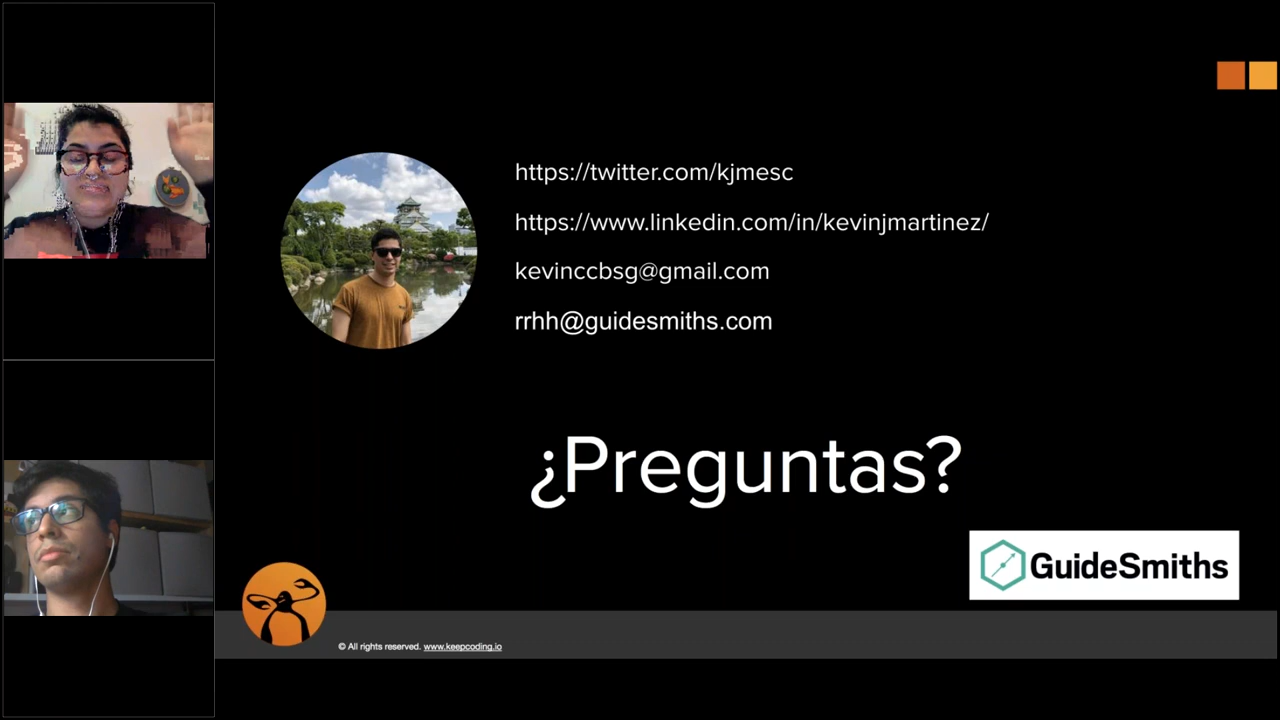 https://twitter.com/kjmesc
https://www.linkedin.com/in/kevinjmartinez/
kevinccbsg@gmail.com
rrhh@guidesmiths.com
¿Preguntas?
GuideSmiths
© All rights reserved. www.keepcoding.io